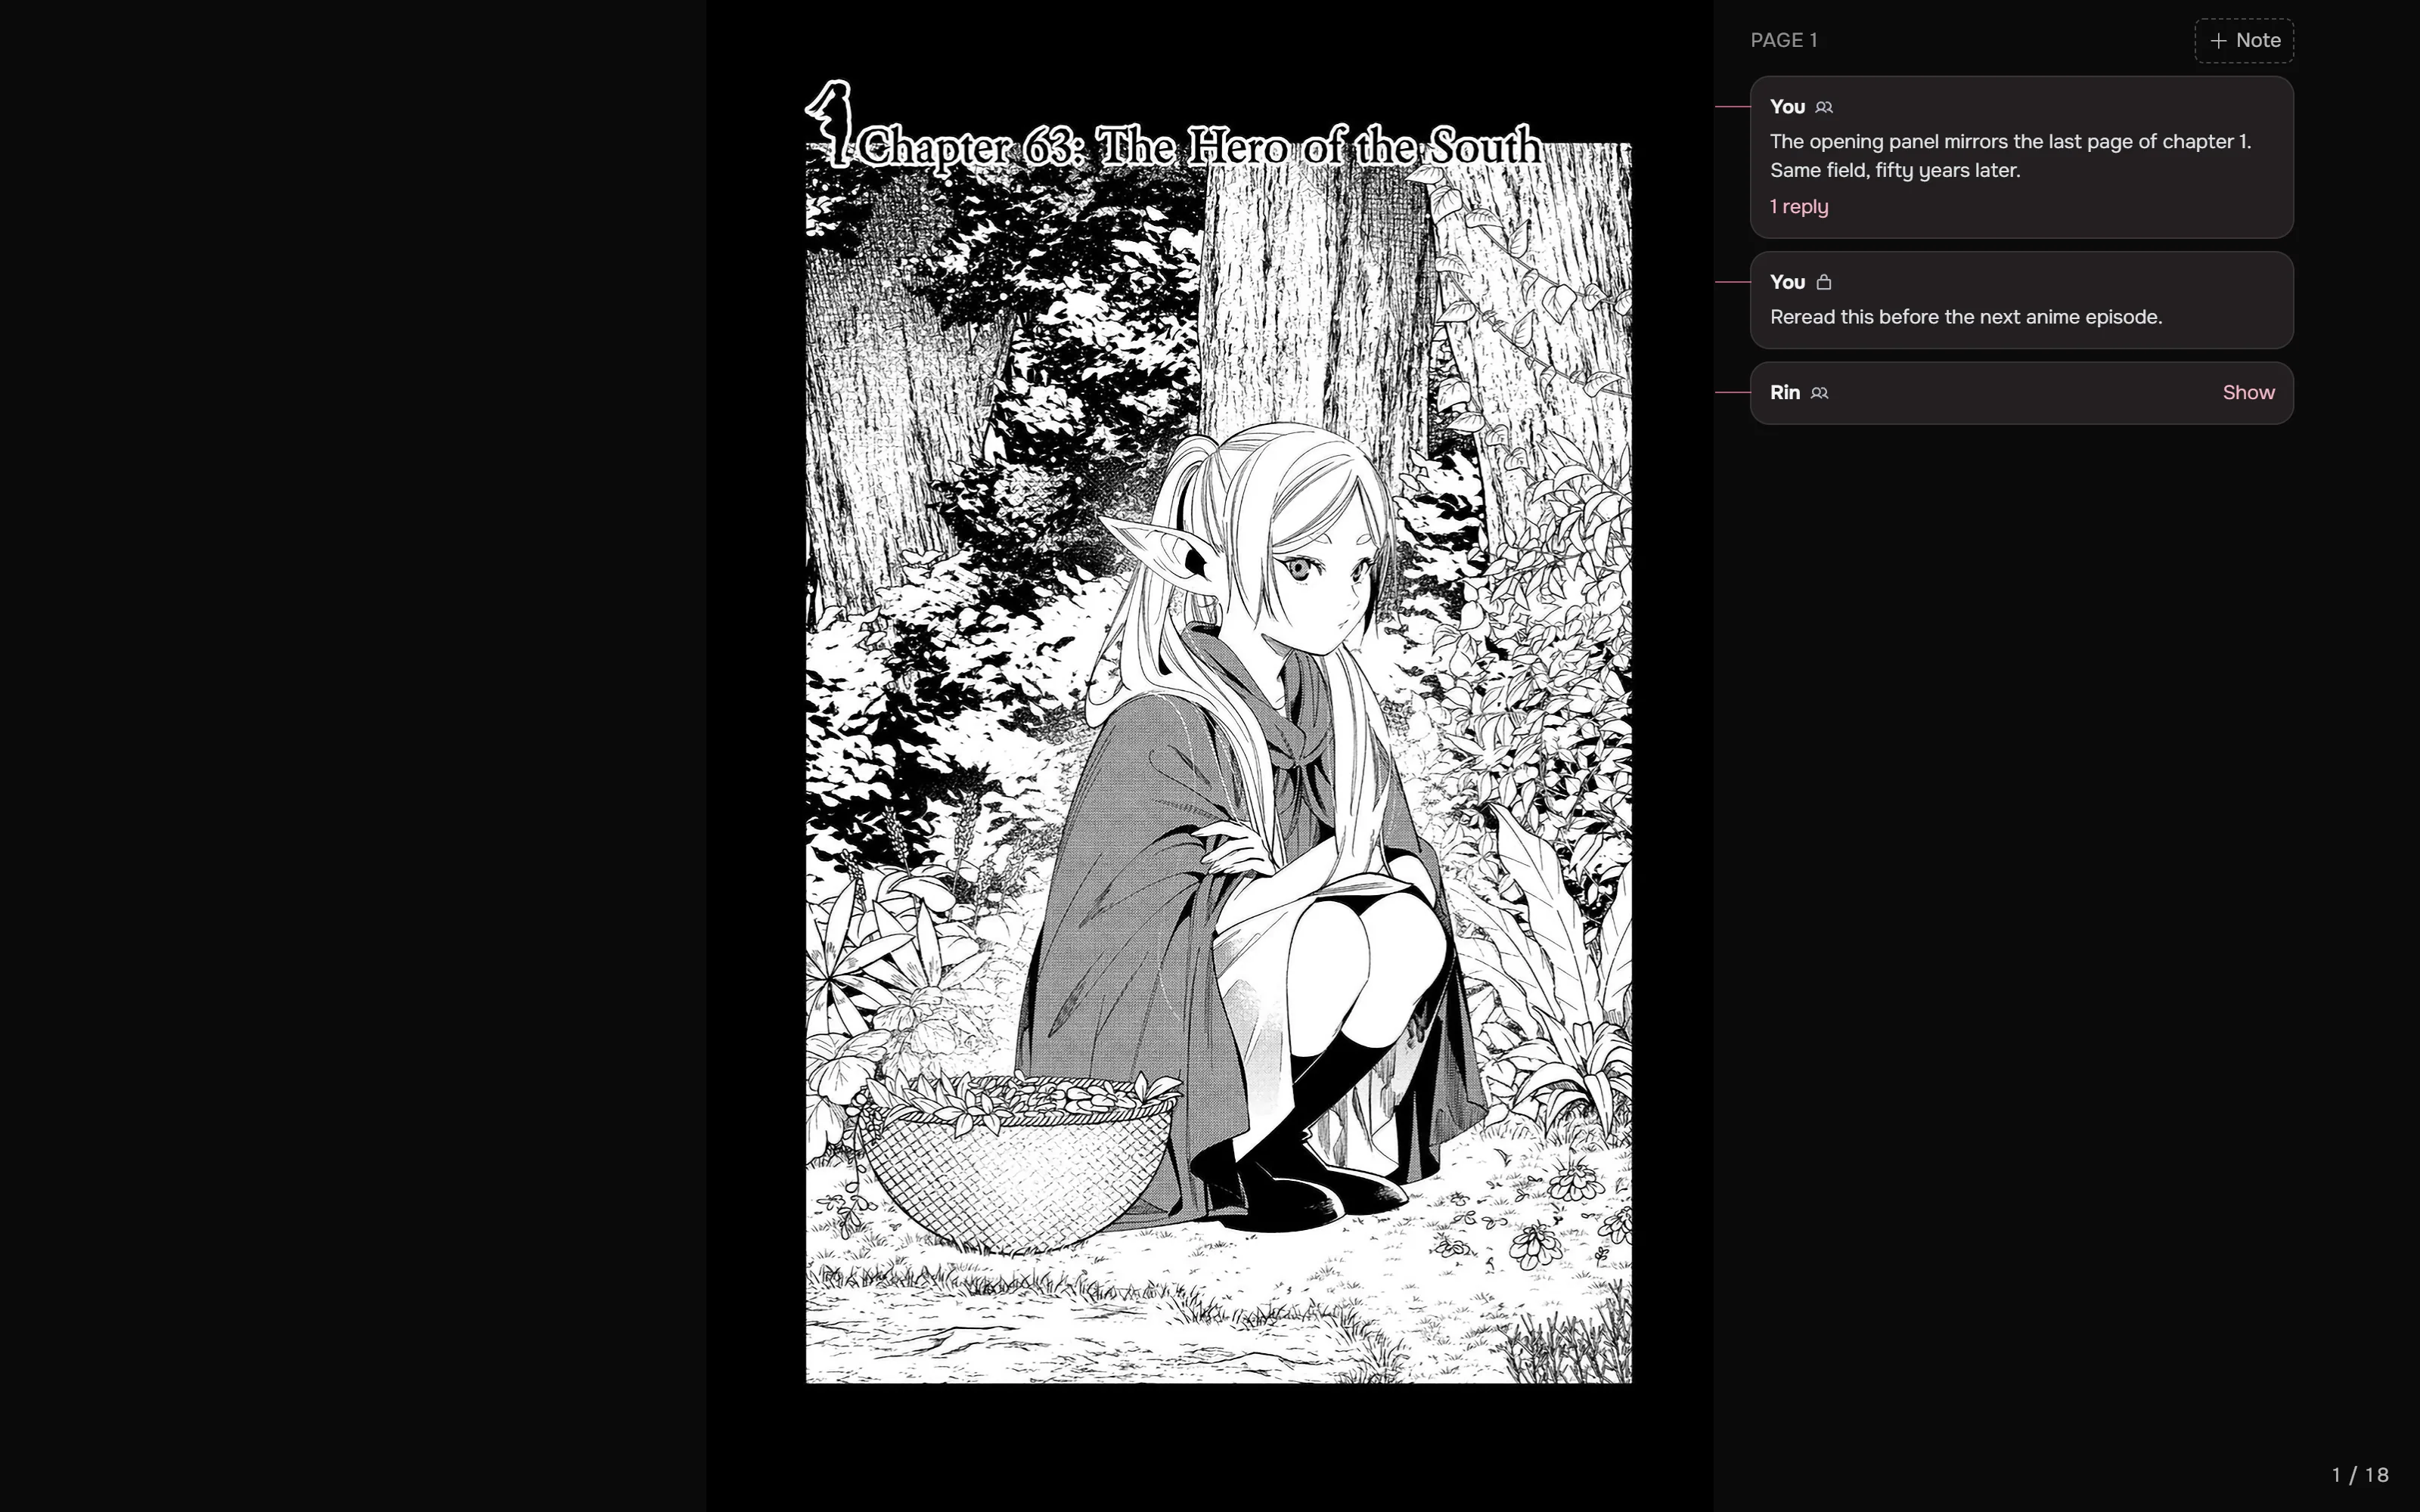 Chapter 63: The Hero of the South
PAGE 1
Note
You
The opening panel mirrors the last page of chapter 1.
Same field, fifty years later.
1 reply
You
Reread this before the next anime episode.
Rin
Show
1 / 18